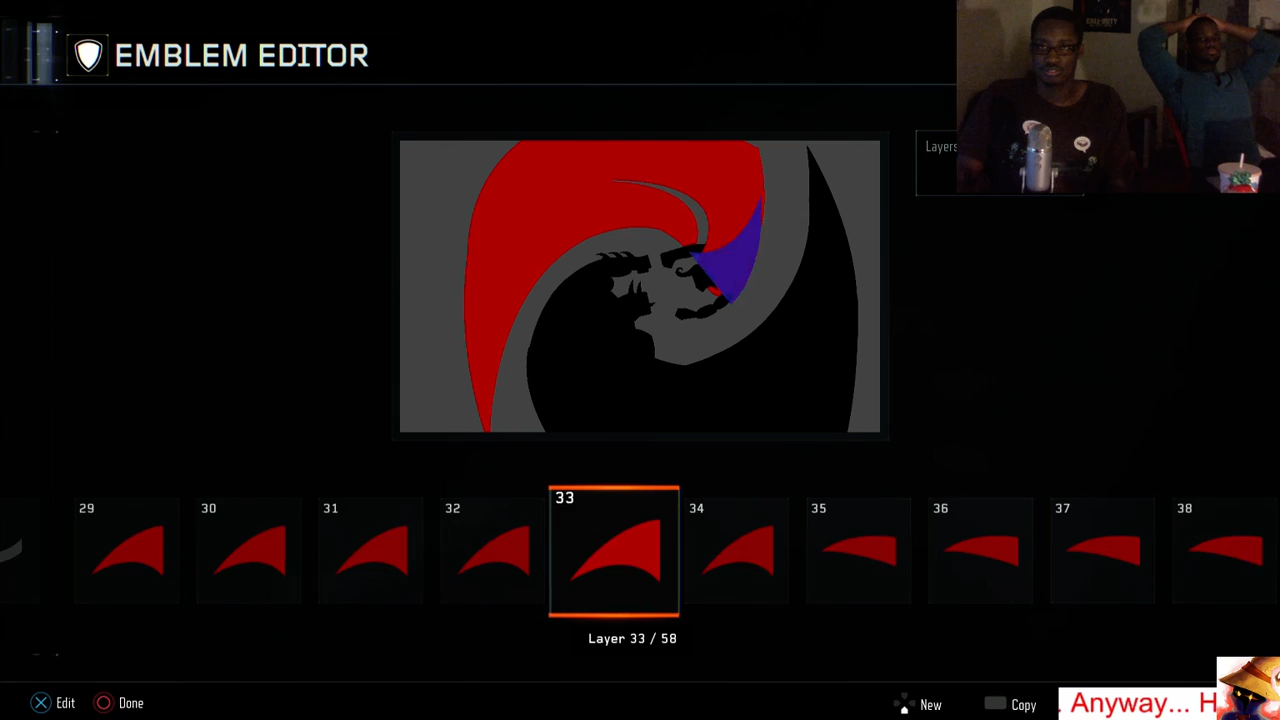 EMBLEM EDITOR
Layers
29 30 31 32 33 34 35 36 37 38
Layer 33 / 58
Edit Done New Copy
. Anyway... H